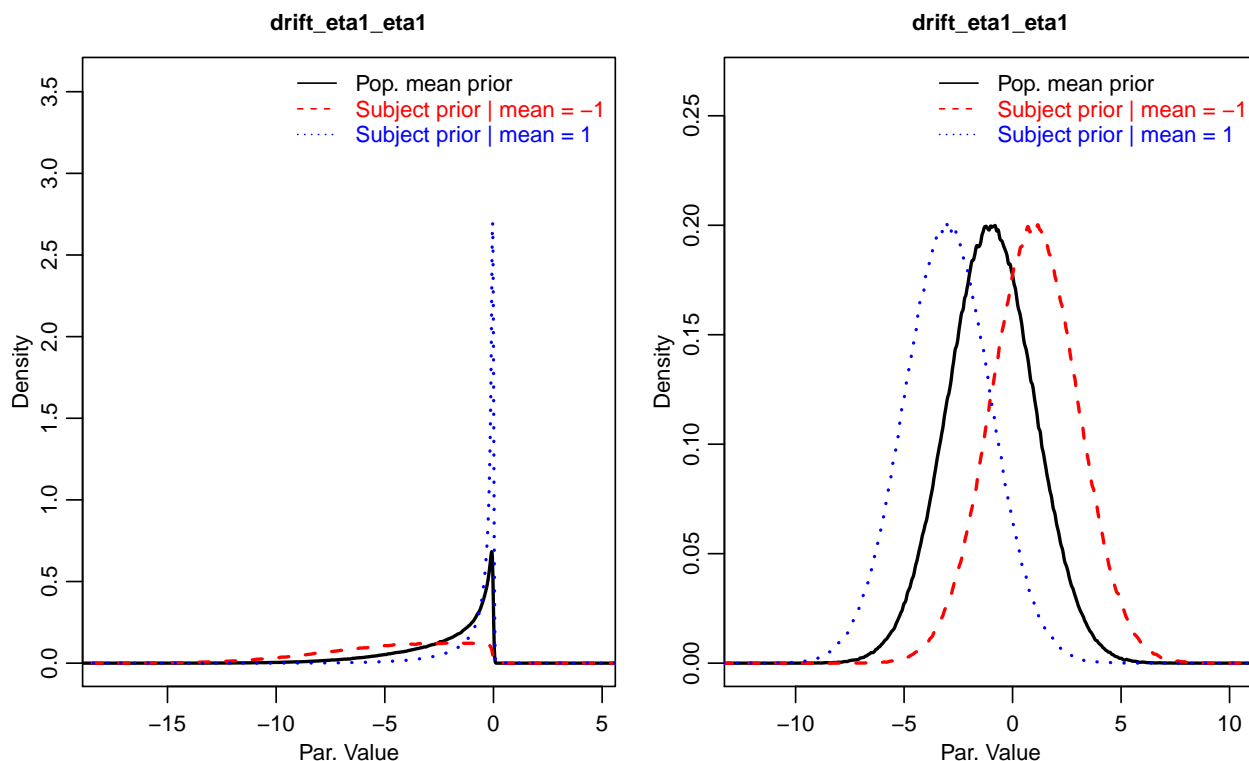 drift_eta1_eta1
Pop. mean prior
Subject prior | mean = −1
Subject prior | mean = 1
Density
0.0
0.5
1.0
1.5
2.0
2.5
3.0
3.5
−15
−10
−5
0
5
Par. Value
drift_eta1_eta1
Pop. mean prior
Subject prior | mean = −1
Subject prior | mean = 1
Density
0.00
0.05
0.10
0.15
0.20
0.25
−10
−5
0
5
10
Par. Value